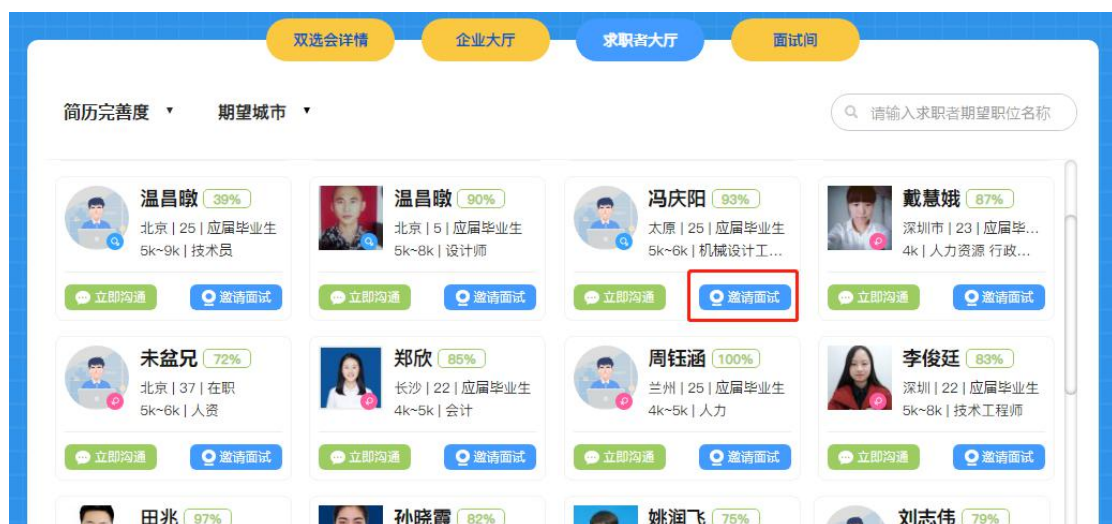 双选会详情 企业大厅 求职者大厅 面试间
简历完善度 ▼ 期望城市 ▼ 请输入求职者期望职位名称
温昌暾 39% 温昌暾 90% 冯庆阳 93% 戴慧娥 87%
北京 | 25 | 应届毕业生 北京 | 5 | 应届毕业生 太原 | 25 | 应届毕业生 深圳市 | 23 | 应届毕...
5k~9k | 技术员 5k~8k | 设计师 5k~6k | 机械设计工... 4k | 人力资源 行政...
立即沟通 邀请面试 立即沟通 邀请面试 立即沟通 邀请面试 立即沟通 邀请面试
未盆兄 72% 郑欣 85% 周钰涵 100% 李俊廷 83%
北京 | 37 | 在职 长沙 | 22 | 应届毕业生 兰州 | 25 | 应届毕业生 深圳 | 22 | 应届毕业生
5k~6k | 人资 4k~5k | 会计 4k~5k | 人力 5k~8k | 技术工程师
立即沟通 邀请面试 立即沟通 邀请面试 立即沟通 邀请面试 立即沟通 邀请面试
田兆 97% 孙晓霞 82% 姚润飞 75% 刘志伟 79%